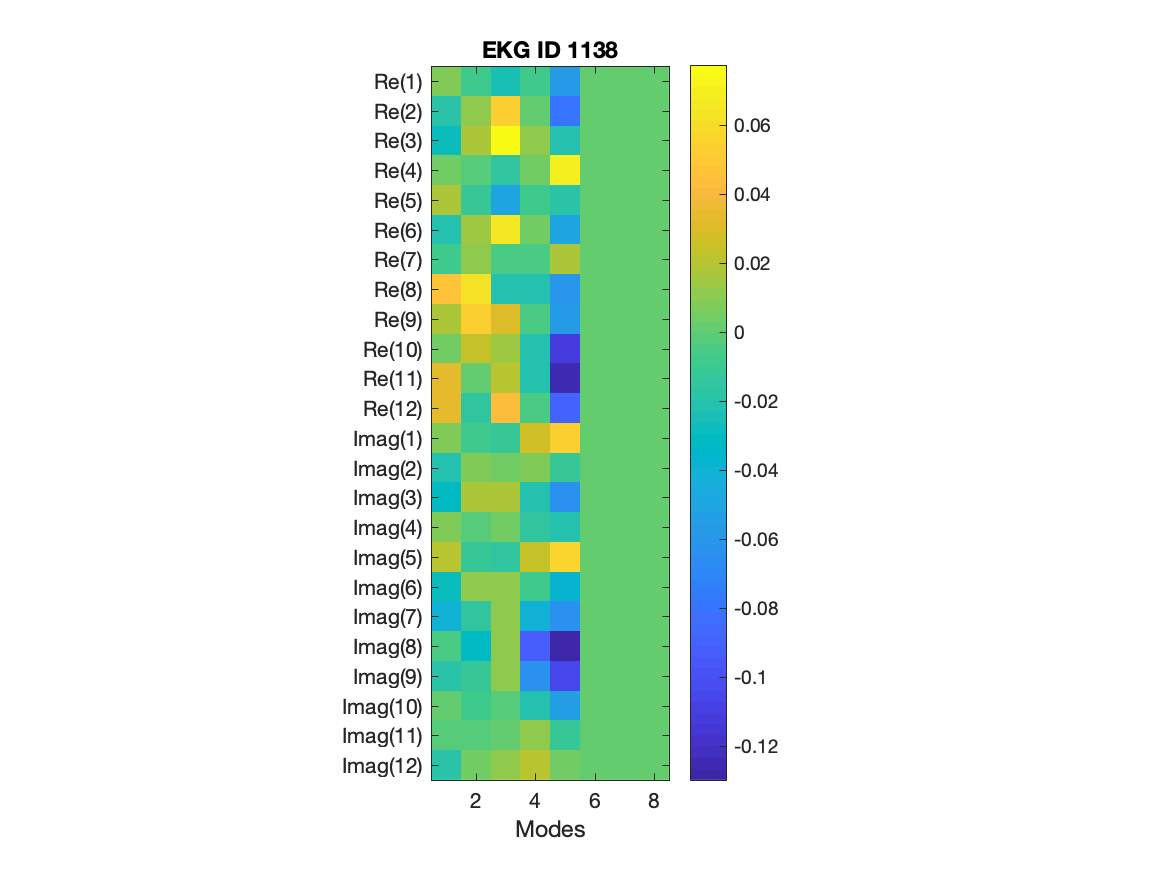 EKG ID 1138
Re(1)
Re(2)
Re(3)
Re(4)
Re(5)
Re(6)
Re(7)
Re(8)
Re(9)
Re(10)
Re(11)
Re(12)
Imag(1)
Imag(2)
Imag(3)
Imag(4)
Imag(5)
Imag(6)
Imag(7)
Imag(8)
Imag(9)
Imag(10)
Imag(11)
Imag(12)
2 4 6 8
Modes
0.06
0.04
0.02
0
-0.02
-0.04
-0.06
-0.08
-0.1
-0.12